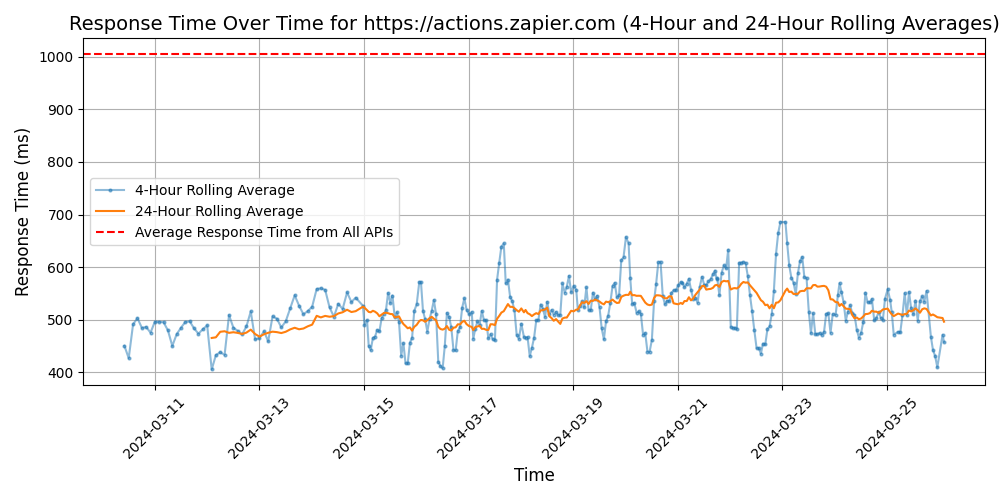 Response Time Over Time for https://actions.zapier.com (4-Hour and 24-Hour Rolling Averages)
Response Time (ms)
1000
900
800
700
600
500
400
4-Hour Rolling Average
24-Hour Rolling Average
Average Response Time from All APIs
2024-03-11
2024-03-13
2024-03-15
2024-03-17
2024-03-19
2024-03-21
2024-03-23
2024-03-25
Time